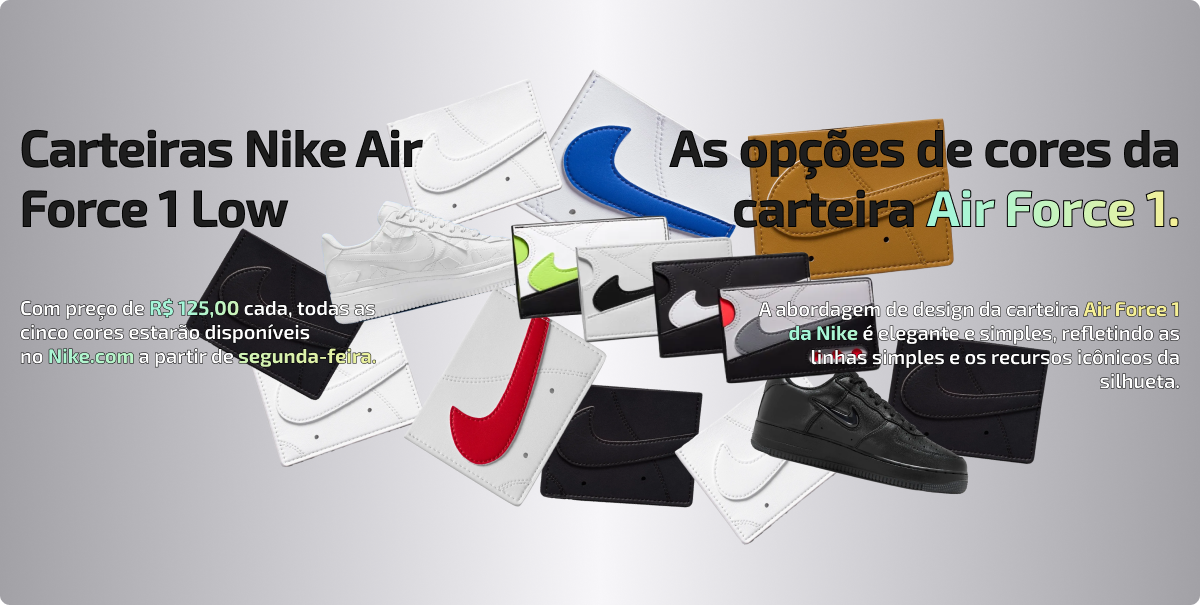 Carteiras Nike Air
Force 1 Low
Com preço de R$ 125,00 cada, todas as
cinco cores estarão disponíveis
no Nike.com a partir de segunda-feira.
As opções de cores da
carteira Air Force 1.
A abordagem de design da carteira Air Force 1
da Nike é elegante e simples, refletindo as
linhas simples e os recursos icônicos da
silhueta.